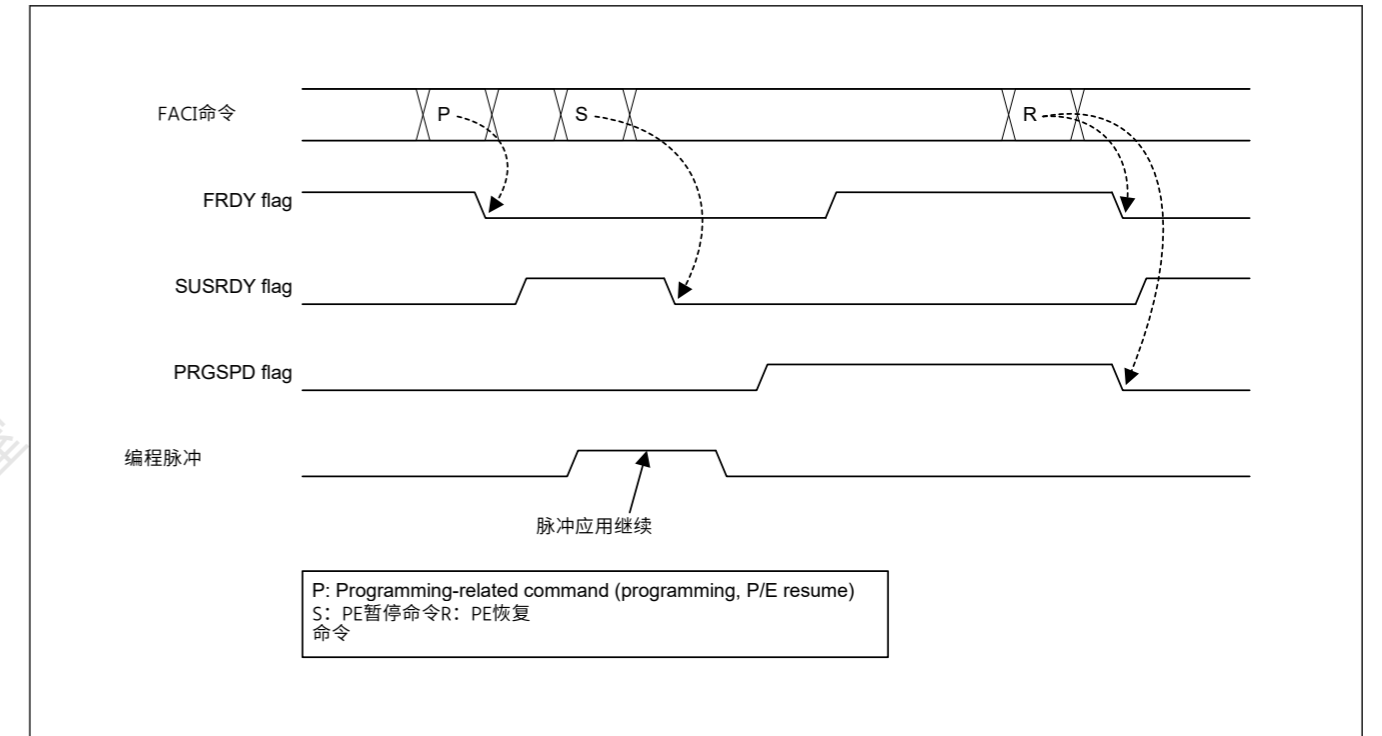 FACI命令
P
S
R
FRDY flag
SUSRDY flag
PRGSPD flag
编程脉冲
脉冲应用继续
P: Programming-related command (programming, P/E resume)
S：PE暂停命令R：PE恢复
命令